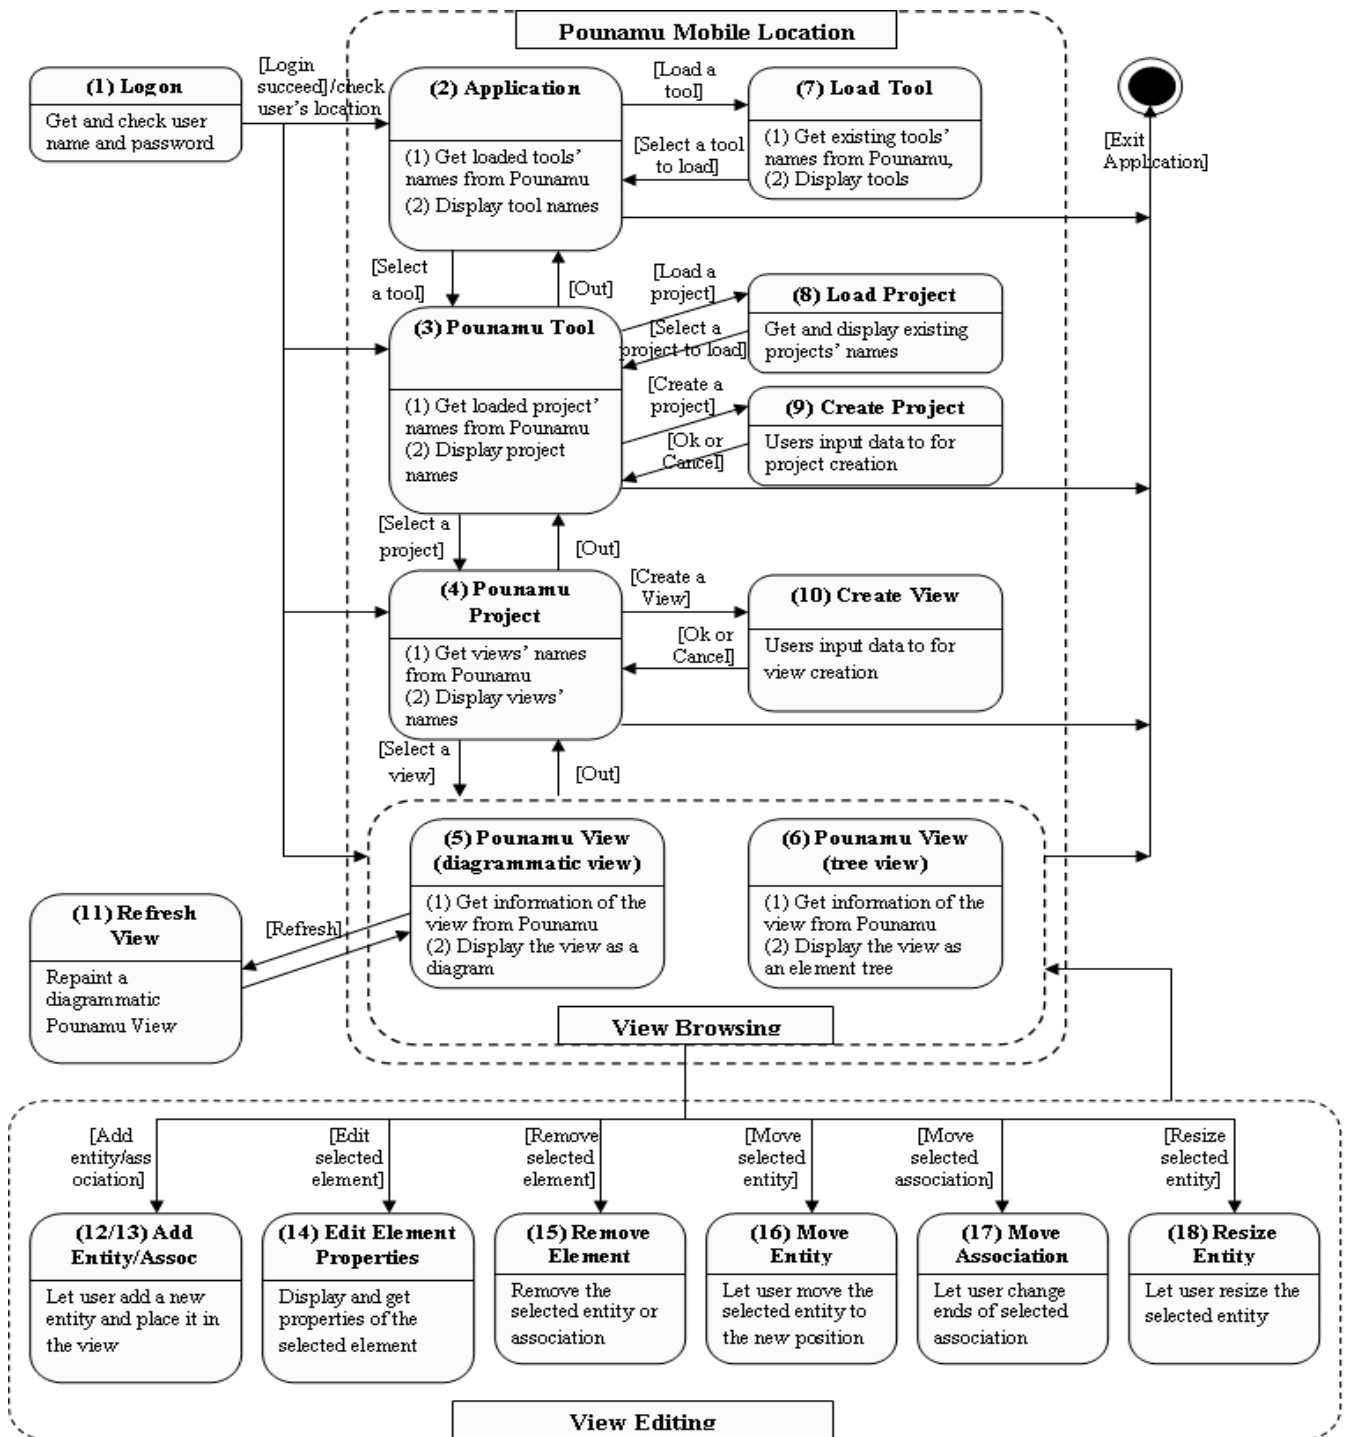 Pounamu Mobile Location
(1) Logon
Get and check user
name and password
[Login
succeed]/check
user's location
(2) Application
(1) Get loaded tools'
names from Pounamu
(2) Display tool names
[Load a
tool]
[Select a tool
to load]
(7) Load Tool
(1) Get existing tools'
names from Pounamu,
(2) Display tools
[Exit
Application]
[Select
a tool]
[Out]
(3) Pounamu Tool
(1) Get loaded project'
names from Pounamu
(2) Display project
names
[Load a
project]
[Select a
project to load]
(8) Load Project
Get and display existing
projects' names
[Create a
project]
[Ok or
Cancel]
(9) Create Project
Users input data to for
project creation
[Select a
project]
[Out]
(4) Pounamu
Project
(1) Get views' names
from Pounamu
(2) Display views'
names
[Create a
View]
[Ok or
Cancel]
(10) Create View
Users input data to for
view creation
[Select a
view]
[Out]
(5) Pounamu View
(diagrammatic view)
(1) Get information of the
view from Pounamu
(2) Display the view as a
diagram
(6) Pounamu View
(tree view)
(1) Get information of the
view from Pounamu
(2) Display the view as
an element tree
(11) Refresh
View
Repaint a
diagrammatic
Pounamu View
[Refresh]
View Browsing
[Add
entity/ass
ociation]
[Edit
selected
element]
[Remove
selected
element]
[Move
selected
entity]
[Move
selected
association]
[Resize
selected
entity]
(12/13) Add
Entity/Assoc
Let user add a new
entity and place it in
the view
(14) Edit Element
Properties
Display and get
properties of the
selected element
(15) Remove
Element
Remove the
selected entity or
association
(16) Move
Entity
Let user move the
selected entity to
the new position
(17) Move
Association
Let user change
ends of selected
association
(18) Resize
Entity
Let user resize the
selected entity
View Editing